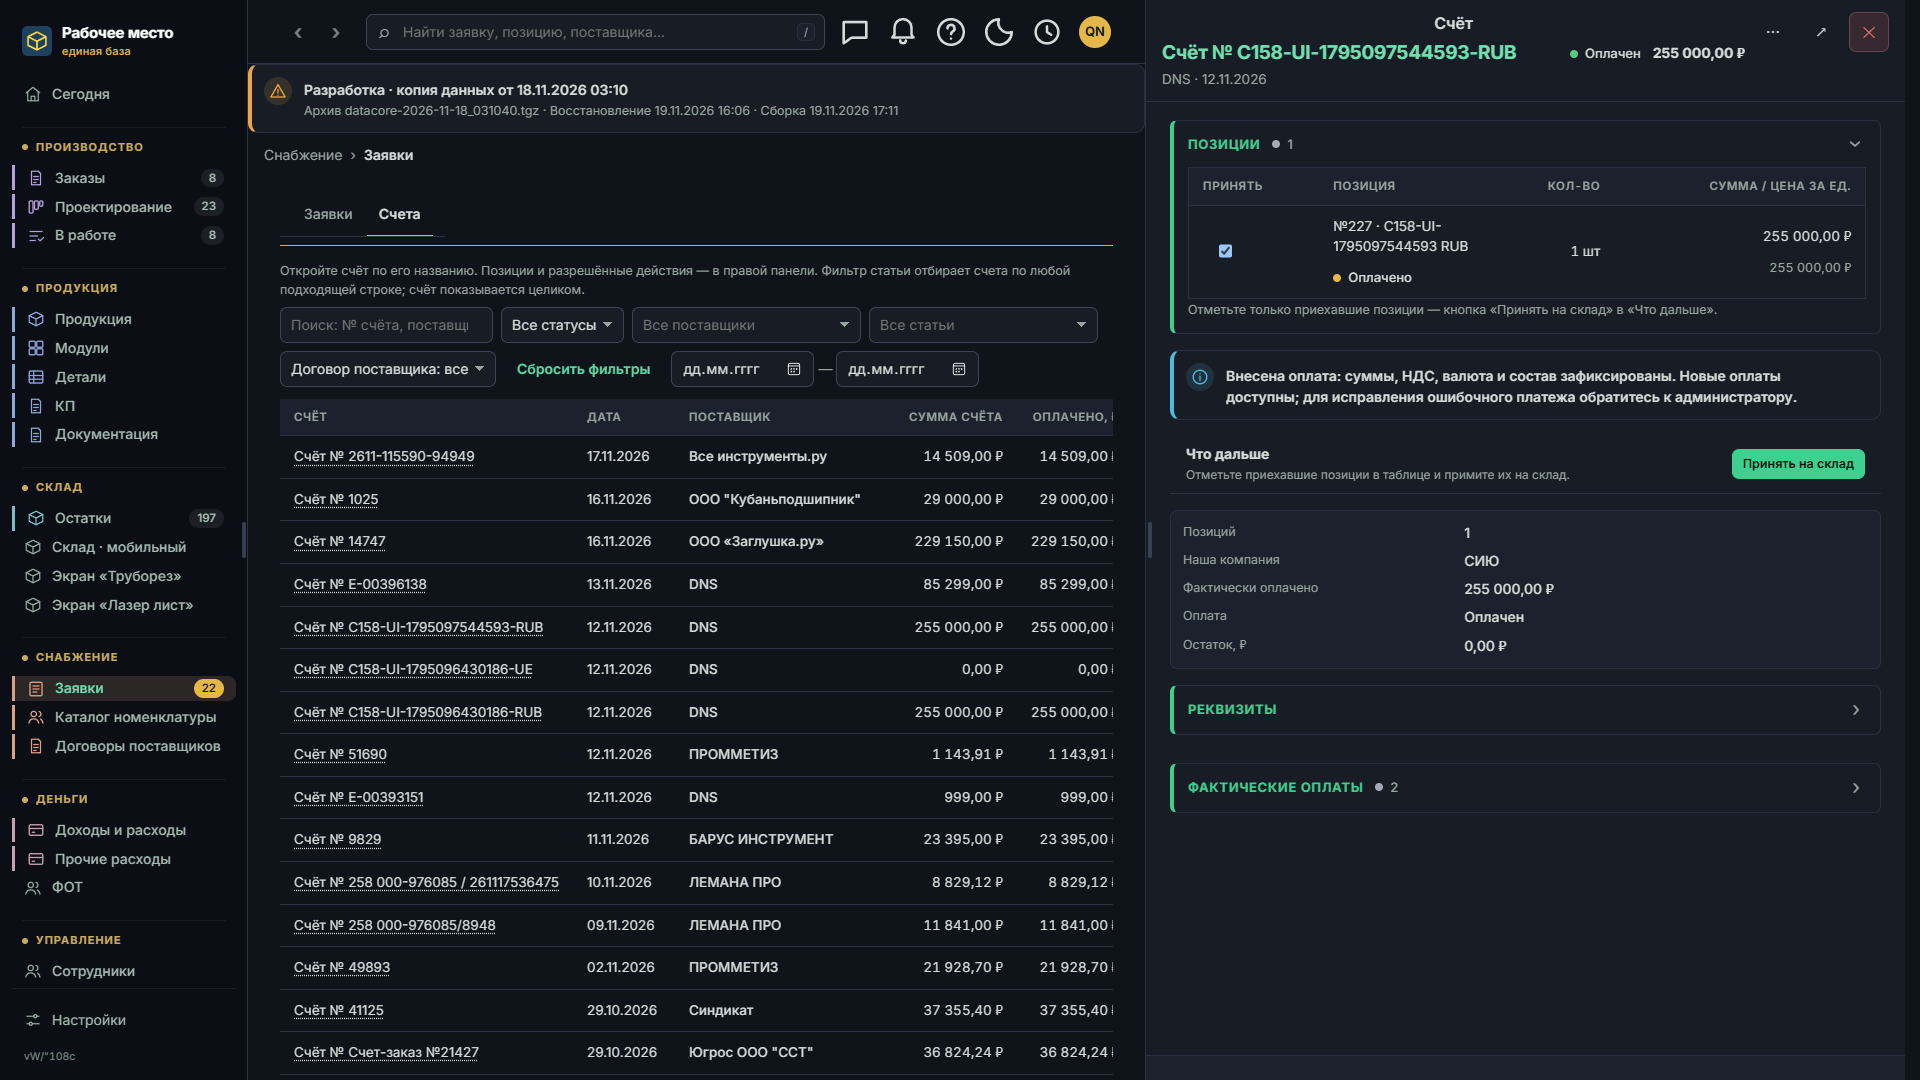 Рабочее место
единая база
Сегодня
ПРОИЗВОДСТВО
Заказы 8
Проектирование 23
В работе 8
ПРОДУКЦИЯ
Продукция
Модули
Детали
КП
Документация
СКЛАД
Остатки 197
Склад · мобильный
Экран «Труборез»
Экран «Лазер лист»
СНАБЖЕНИЕ
Заявки 22
Каталог номенклатуры
Договоры поставщиков
ДЕНЬГИ
Доходы и расходы
Прочие расходы
ФОТ
УПРАВЛЕНИЕ
Сотрудники
Настройки
vW/"108c
Найти заявку, позицию, поставщика... /
QN
Разработка · копия данных от 18.11.2026 03:10
Архив datacore-2026-11-18_031040.tgz · Восстановление 19.11.2026 16:06 · Сборка 19.11.2026 17:11
Снабжение › Заявки
Заявки Счета
Откройте счёт по его названию. Позиции и разрешённые действия — в правой панели. Фильтр статьи отбирает счета по любой
подходящей строке; счёт показывается целиком.
Поиск: № счёта, поставщи Все статусы Все поставщики Все статьи
Договор поставщика: все Сбросить фильтры дд.мм.гггг — дд.мм.гггг
СЧЁТ ДАТА ПОСТАВЩИК СУММА СЧЁТА ОПЛАЧЕНО,
Счёт № 2611-115590-94949 17.11.2026 Все инструменты.ру 14 509,00 ₽ 14 509,00
Счёт № 1025 16.11.2026 ООО "Кубаньподшипник" 29 000,00 ₽ 29 000,00
Счёт № 14747 16.11.2026 ООО «Заглушка.ру» 229 150,00 ₽ 229 150,00
Счёт № E-00396138 13.11.2026 DNS 85 299,00 ₽ 85 299,00
Счёт № C158-UI-1795097544593-RUB 12.11.2026 DNS 255 000,00 ₽ 255 000,00
Счёт № C158-UI-1795096430186-UE 12.11.2026 DNS 0,00 ₽ 0,00
Счёт № C158-UI-1795096430186-RUB 12.11.2026 DNS 255 000,00 ₽ 255 000,00
Счёт № 51690 12.11.2026 ПРОММЕТИЗ 1 143,91 ₽ 1 143,91
Счёт № E-00393151 12.11.2026 DNS 999,00 ₽ 999,00
Счёт № 9829 11.11.2026 БАРУС ИНСТРУМЕНТ 23 395,00 ₽ 23 395,00
Счёт № 258 000-976085 / 261117536475 10.11.2026 ЛЕМАНА ПРО 8 829,12 ₽ 8 829,12
Счёт № 258 000-976085/8948 09.11.2026 ЛЕМАНА ПРО 11 841,00 ₽ 11 841,00
Счёт № 49893 02.11.2026 ПРОММЕТИЗ 21 928,70 ₽ 21 928,70
Счёт № 41125 29.10.2026 Синдикат 37 355,40 ₽ 37 355,40
Счёт № Счет-заказ №21427 29.10.2026 Югрос ООО "ССТ" 36 824,24 ₽ 36 824,24
Счёт
Счёт № C158-UI-1795097544593-RUB Оплачен 255 000,00 ₽
DNS · 12.11.2026
ПОЗИЦИИ 1
ПРИНЯТЬ ПОЗИЦИЯ КОЛ-ВО СУММА / ЦЕНА ЗА ЕД.
№227 · C158-UI-
1795097544593 RUB
Оплачено
1 шт
255 000,00 ₽
255 000,00 ₽
Отметьте только приехавшие позиции — кнопка «Принять на склад» в «Что дальше».
Внесена оплата: суммы, НДС, валюта и состав зафиксированы. Новые оплаты
доступны; для исправления ошибочного платежа обратитесь к администратору.
Что дальше
Отметьте приехавшие позиции в таблице и примите их на склад.
Принять на склад
Позиций 1
Наша компания СИЮ
Фактически оплачено 255 000,00 ₽
Оплата Оплачен
Остаток, ₽ 0,00 ₽
РЕКВИЗИТЫ
ФАКТИЧЕСКИЕ ОПЛАТЫ 2